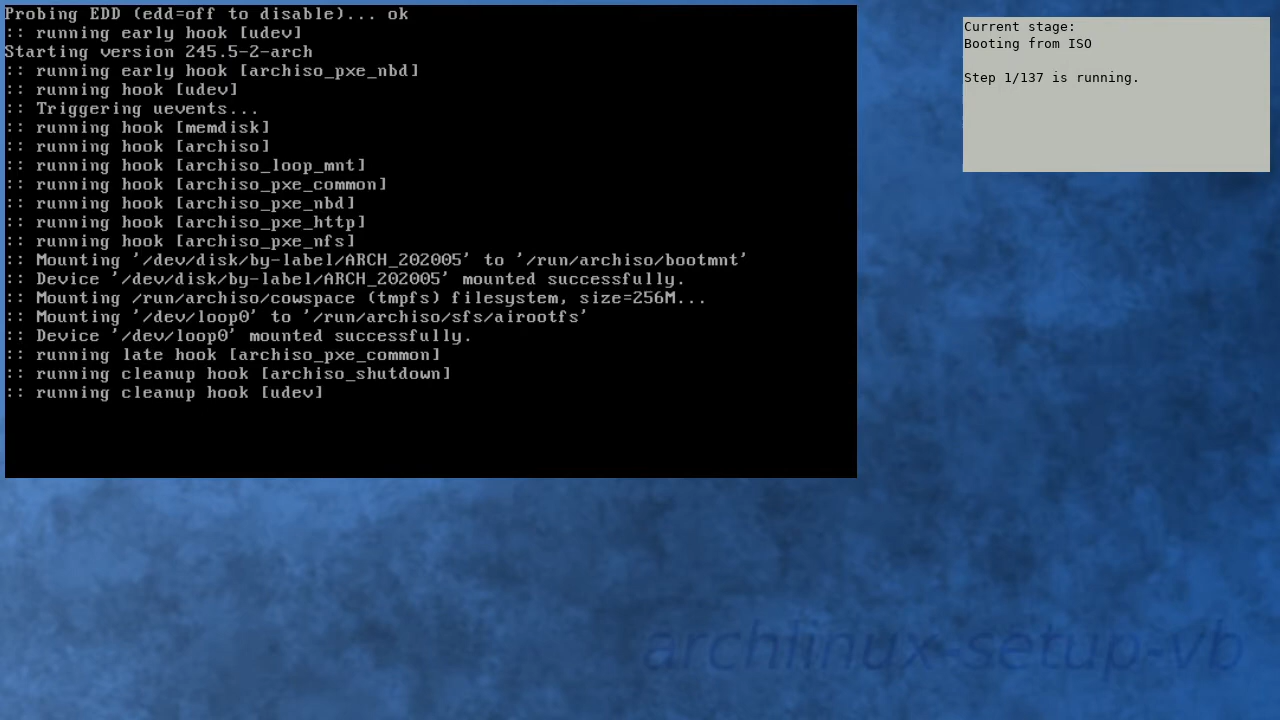 Probing EDD (edd=off to disable)... ok
:: running early hook [udev]
Starting version 245.5-2-arch
:: running early hook [archiso_pxe_nbd]
:: running hook [udev]
:: Triggering uevents...
:: running hook [memdisk]
:: running hook [archiso]
:: running hook [archiso_loop_mnt]
:: running hook [archiso_pxe_common]
:: running hook [archiso_pxe_nbd]
:: running hook [archiso_pxe_http]
:: running hook [archiso_pxe_nfs]
:: Mounting '/dev/disk/by-label/ARCH_202005' to '/run/archiso/bootmnt'
:: Device '/dev/disk/by-label/ARCH_202005' mounted successfully.
:: Mounting /run/archiso/cowspace (tmpfs) filesystem, size=256M...
:: Mounting '/dev/loop0' to '/run/archiso/sfs/airootfs'
:: Device '/dev/loop0' mounted successfully.
:: running late hook [archiso_pxe_common]
:: running cleanup hook [archiso_shutdown]
:: running cleanup hook [udev]
Current stage:
Booting from ISO
Step 1/137 is running.
archlinux-setup-vb